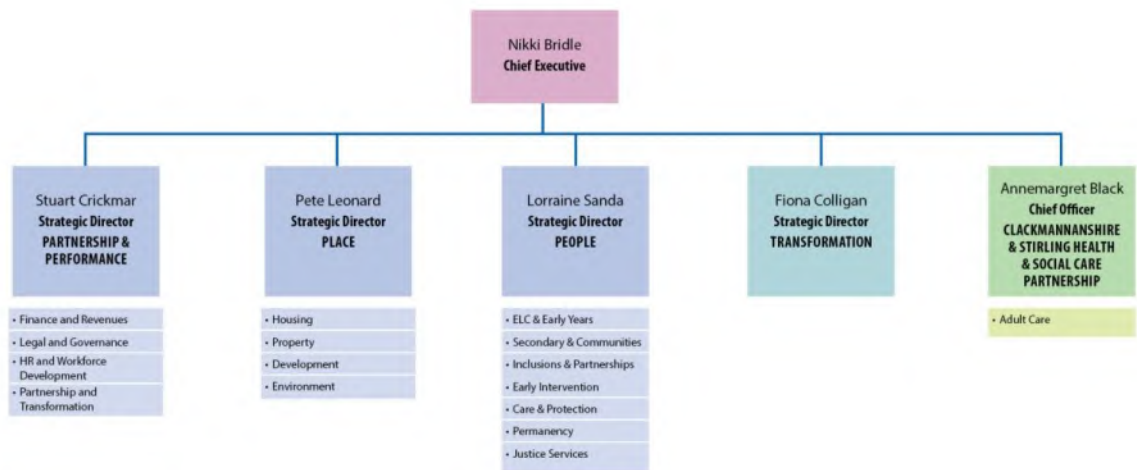 Nikki Bridle
Chief Executive
Stuart Crickmar
Strategic Director
PARTNERSHIP &
PERFORMANCE
• Finance and Revenues
• Legal and Governance
• HR and Workforce
Development
• Partnership and
Transformation
Pete Leonard
Strategic Director
PLACE
• Housing
• Property
• Development
• Environment
Lorraine Sanda
Strategic Director
PEOPLE
• ELC & Early Years
• Secondary & Communities
• Inclusions & Partnerships
• Early Intervention
• Care & Protection
• Permanency
• Justice Services
Fiona Colligan
Strategic Director
TRANSFORMATION
Annemargret Black
Chief Officer
CLACKMANNANSHIRE
& STIRLING HEALTH
& SOCIAL CARE
PARTNERSHIP
• Adult Care